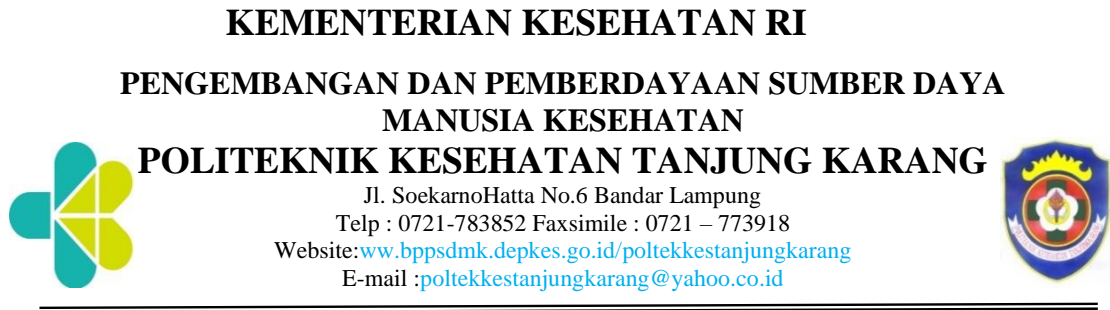 KEMENTERIAN KESEHATAN RI
PENGEMBANGAN DAN PEMBERDAYAAN SUMBER DAYA
MANUSIA KESEHATAN
POLITEKNIK KESEHATAN TANJUNG KARANG
Jl. SoekarnoHatta No.6 Bandar Lampung
Telp : 0721-783852 Faxsimile : 0721 – 773918
Website:ww.bppsdmk.depkes.go.id/poltekkestanjungkarang
E-mail :poltekkestanjungkarang@yahoo.co.id